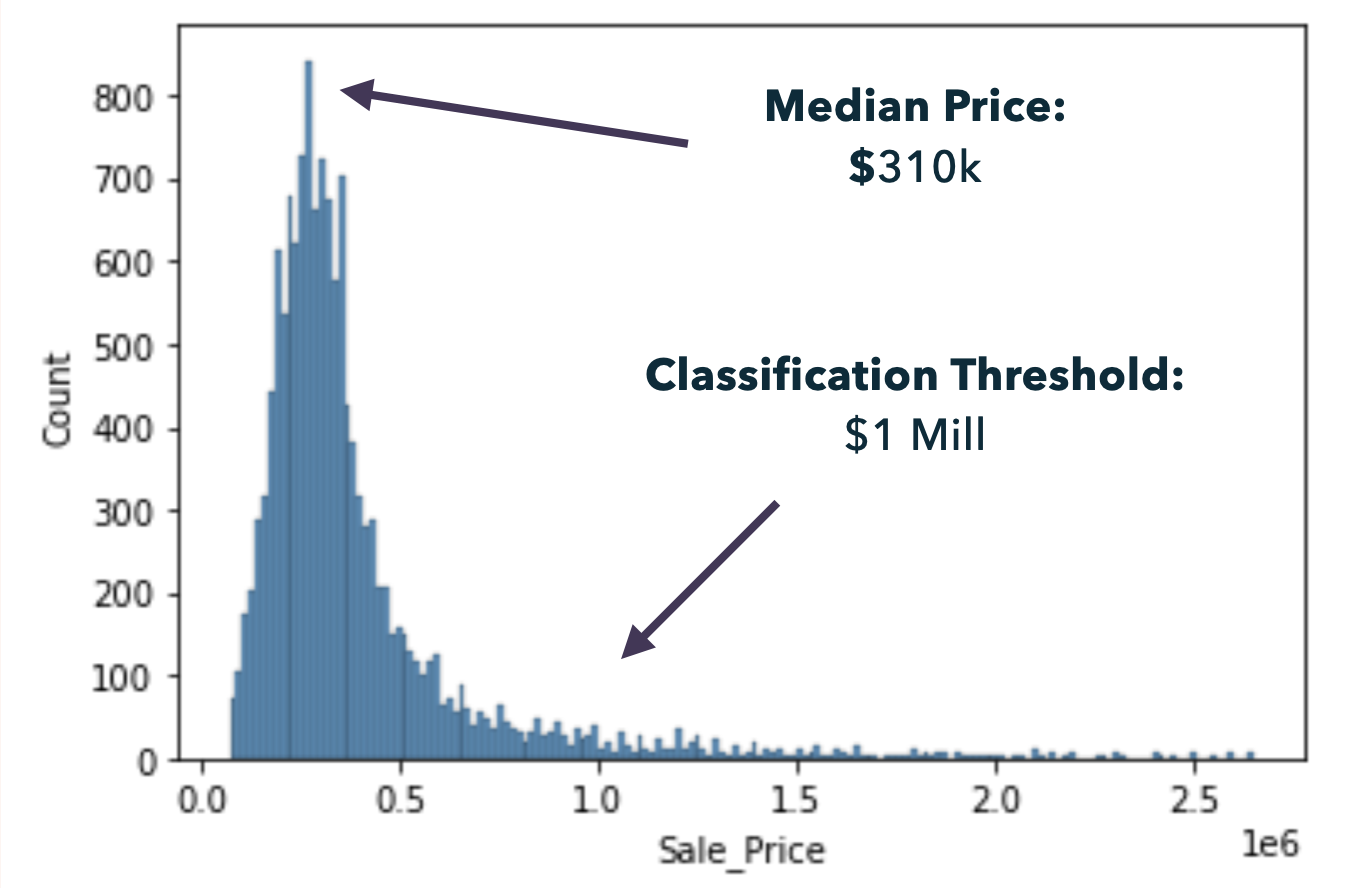 Median Price:
$310k
Classification Threshold:
$1 Mill
800
700
600
500
400
300
200
100
0
Count
0.0 0.5 1.0 1.5 2.0 2.5
1e6
Sale_Price